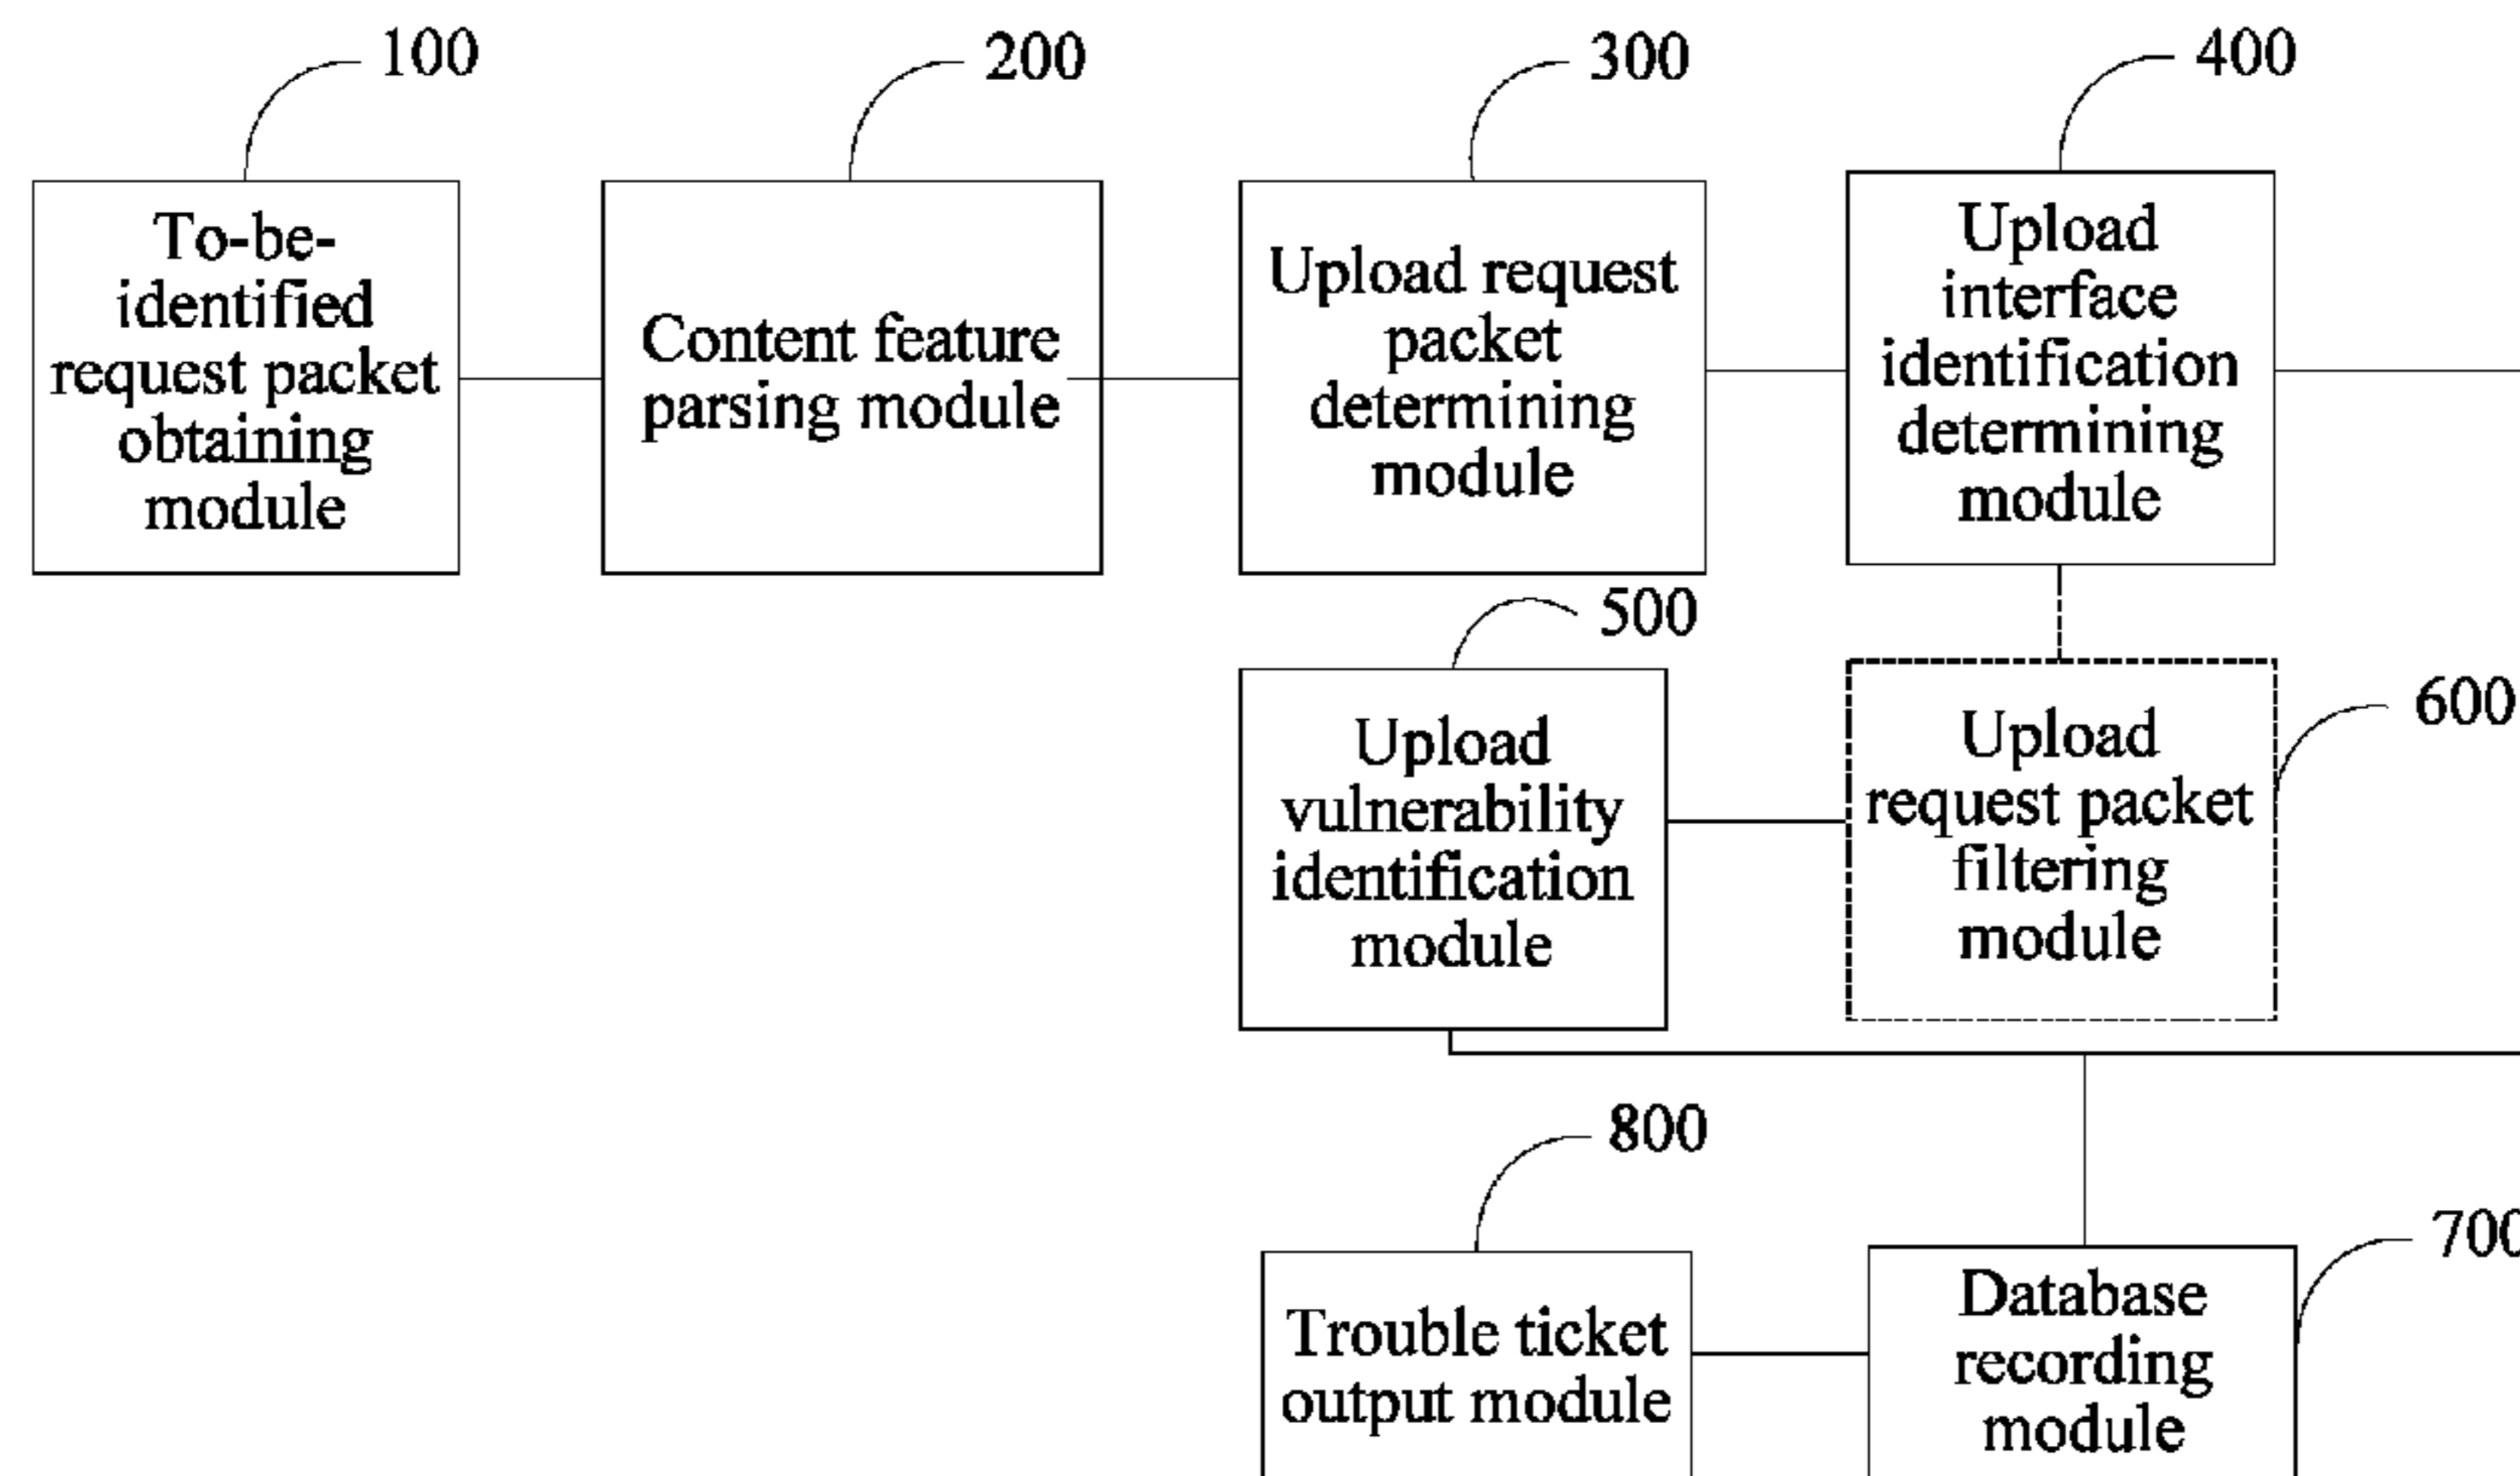 100
200
300
400
To-be-
identified
request packet
obtaining
module
Content feature
parsing module
Upload request
packet
determining
module
Upload
interface
identification
determining
module
500
600
Upload
vulnerability
identification
module
Upload
request packet
filtering
module
800
700
Trouble ticket
output module
Database
recording
module